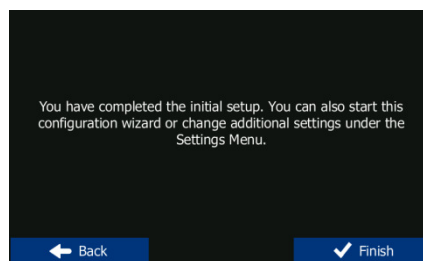 You have completed the initial setup. You can also start this
configuration wizard or change additional settings under the
Settings Menu.
Back
Finish